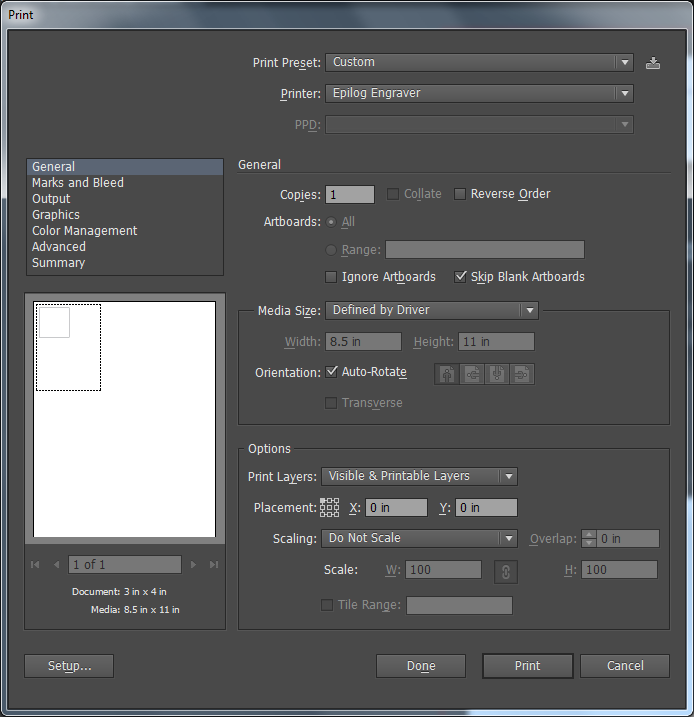 Print
Print Preset: Custom
Printer: Epilog Engraver
PPD:
General
Marks and Bleed
Output
Graphics
Color Management
Advanced
Summary
General
Copies: 1 Collate Reverse Order
Artboards: All
Range:
Ignore Artboards Skip Blank Artboards
Media Size: Defined by Driver
Width: 8.5 in Height: 11 in
Orientation: Auto-Rotate
Transverse
Options
Print Layers: Visible & Printable Layers
Placement: X: 0 in Y: 0 in
Scaling: Do Not Scale Overlap: 0 in
Scale: W: 100 H: 100
Tile Range:
1 of 1
Document: 3 in x 4 in
Media: 8.5 in x 11 in
Setup... Done Print Cancel